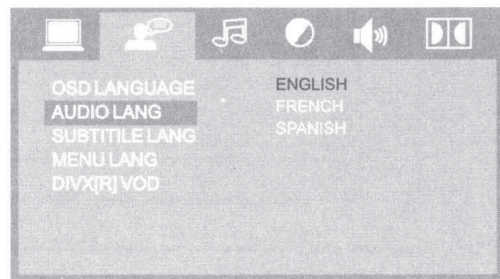 OSD LANGUAGE
ENGLISH
AUDIO LANG
FRENCH
SUBTITILE LANG
SPANISH
MENU LANG
DIVX[R] VOD